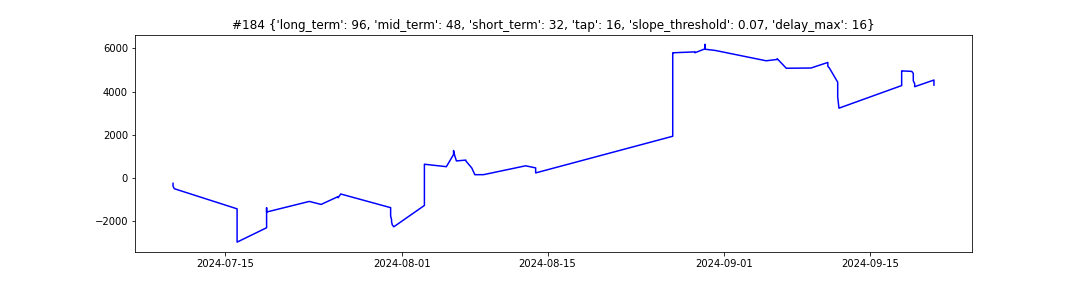 #184 {'long_term': 96, 'mid_term': 48, 'short_term': 32, 'tap': 16, 'slope_threshold': 0.07, 'delay_max': 16}
6000
4000
2000
0
−2000
2024-07-15 2024-08-01 2024-08-15 2024-09-01 2024-09-15